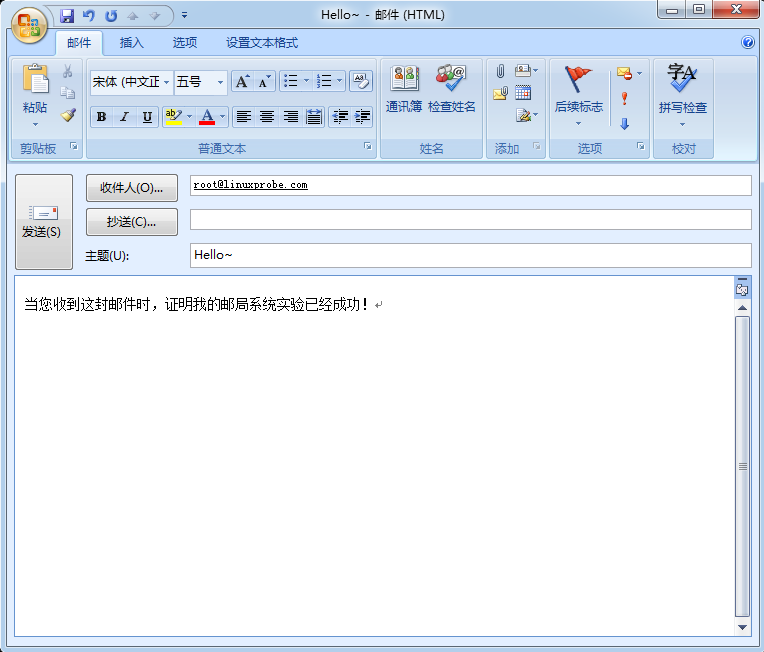 Hello~ - 邮件 (HTML)
邮件 插入 选项 设置文本格式
宋体 (中文正 五号 A A
粘贴 B I U ab A 通讯簿 检查姓名 后续标志 字A 拼写检查
剪贴板 普通文本 姓名 添加 选项 校对
收件人(O)... root@linuxprobe.com
发送(S) 抄送(C)...
主题(U): Hello~
当您收到这封邮件时，证明我的邮局系统实验已经成功！